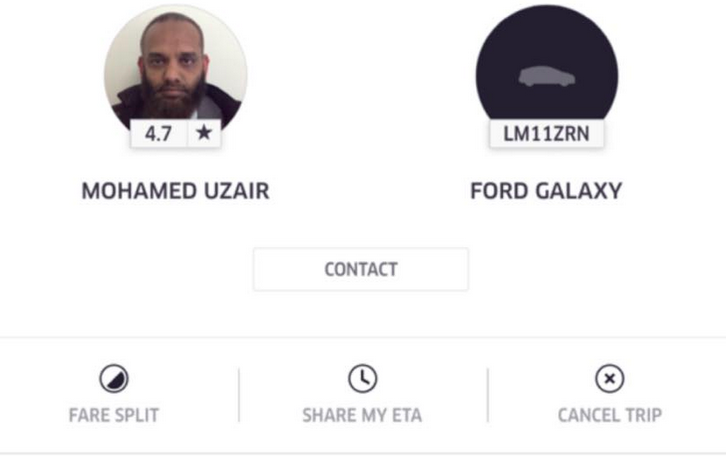 4.7 ★
LM11ZRN
MOHAMED UZAIR
FORD GALAXY
CONTACT
FARE SPLIT
SHARE MY ETA
CANCEL TRIP